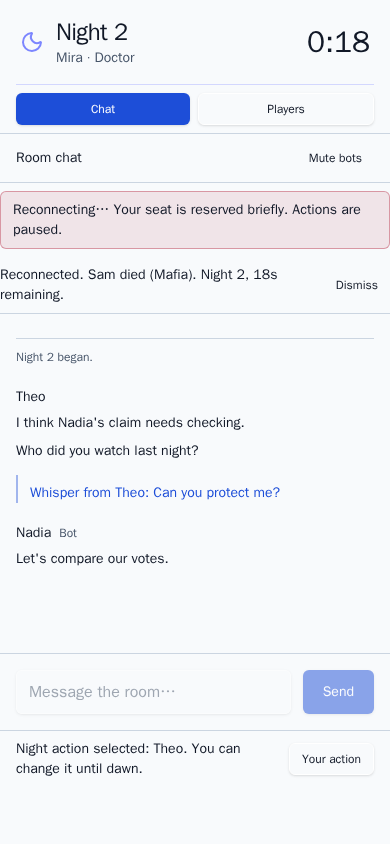 Night 2
Mira · Doctor
0:18
Chat
Players
Room chat
Mute bots
Reconnecting··· Your seat is reserved briefly. Actions are
paused.
Reconnected. Sam died (Mafia). Night 2, 18s
remaining.
Dismiss
Night 2 began.
Theo
I think Nadia's claim needs checking.
Who did you watch last night?
Whisper from Theo: Can you protect me?
Nadia Bot
Let's compare our votes.
Message the room···
Send
Night action selected: Theo. You can
change it until dawn.
Your action